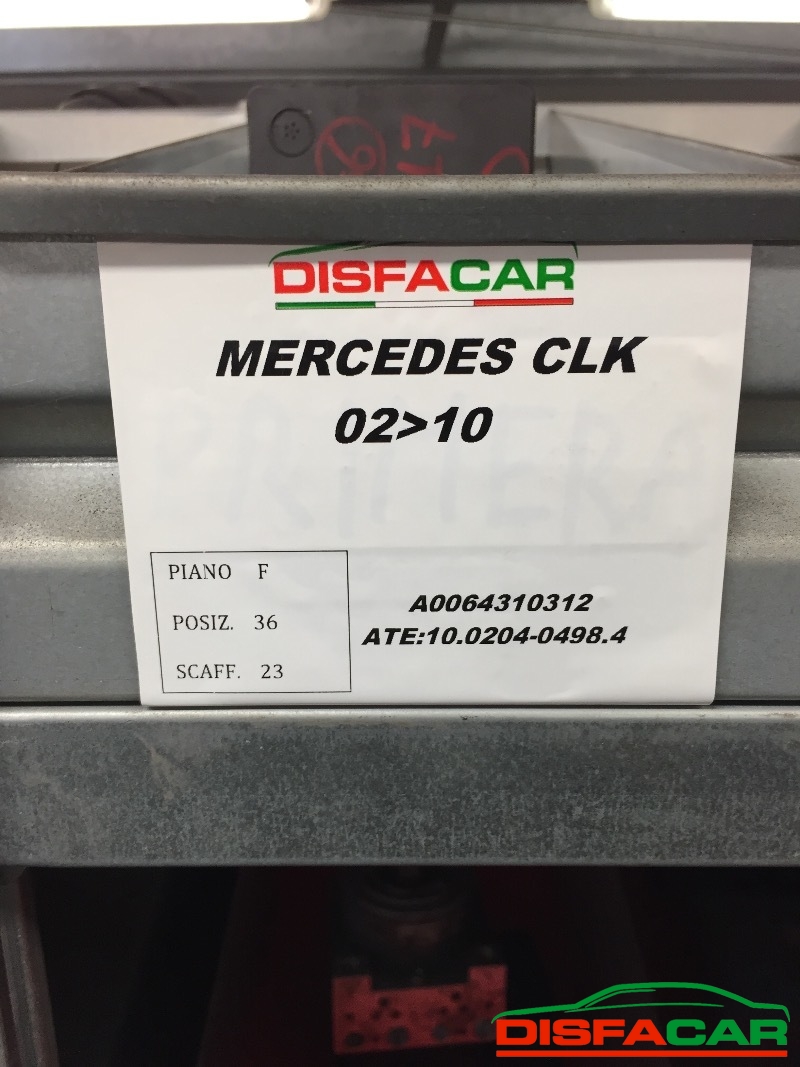 DISFACAR
MERCEDES CLK
02>10
PIANO F
POSIZ. 36
SCAFF. 23
A0064310312
ATE:10.0204-0498.4
DISFACAR